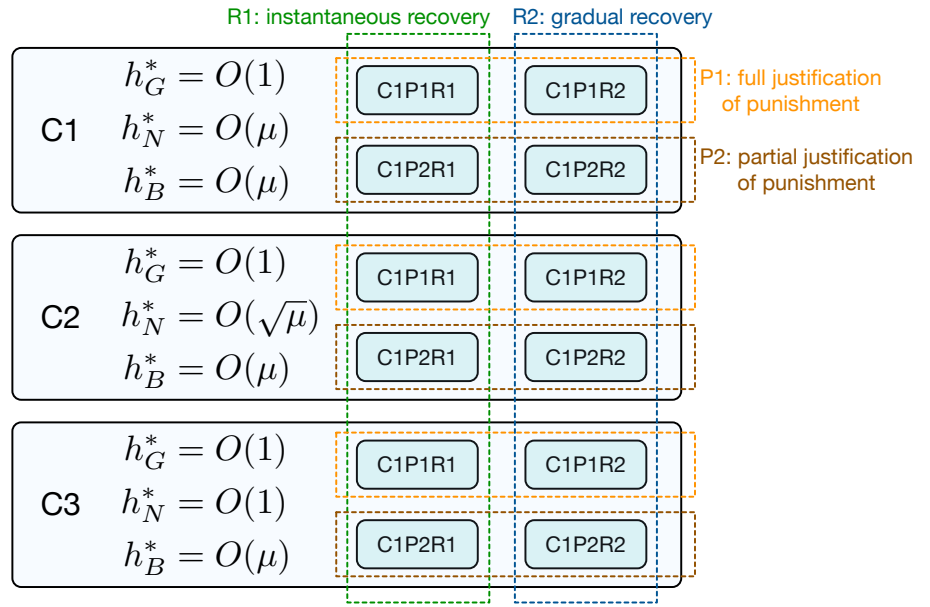 R1: instantaneous recovery R2: gradual recovery
h*_G = O(1) C1P1R1 C1P1R2 P1: full justification
of punishment
C1 h*_N = O(μ)
h*_B = O(μ) C1P2R1 C1P2R2 P2: partial justification
of punishment
h*_G = O(1) C1P1R1 C1P1R2
C2 h*_N = O(√μ)
h*_B = O(μ) C1P2R1 C1P2R2
h*_G = O(1) C1P1R1 C1P1R2
C3 h*_N = O(1)
h*_B = O(μ) C1P2R1 C1P2R2